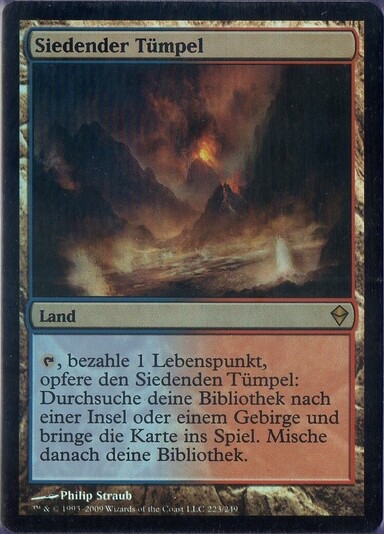 Siedender Tümpel
Land
, bezahle 1 Lebenspunkt,
opfere den Siedenden Tümpel:
Durchsuche deine Bibliothek nach
einer Insel oder einem Gebirge und
bringe die Karte ins Spiel. Mische
danach deine Bibliothek.
Philip Straub
™ & © 1993–2009 Wizards of the Coast LLC 223/249